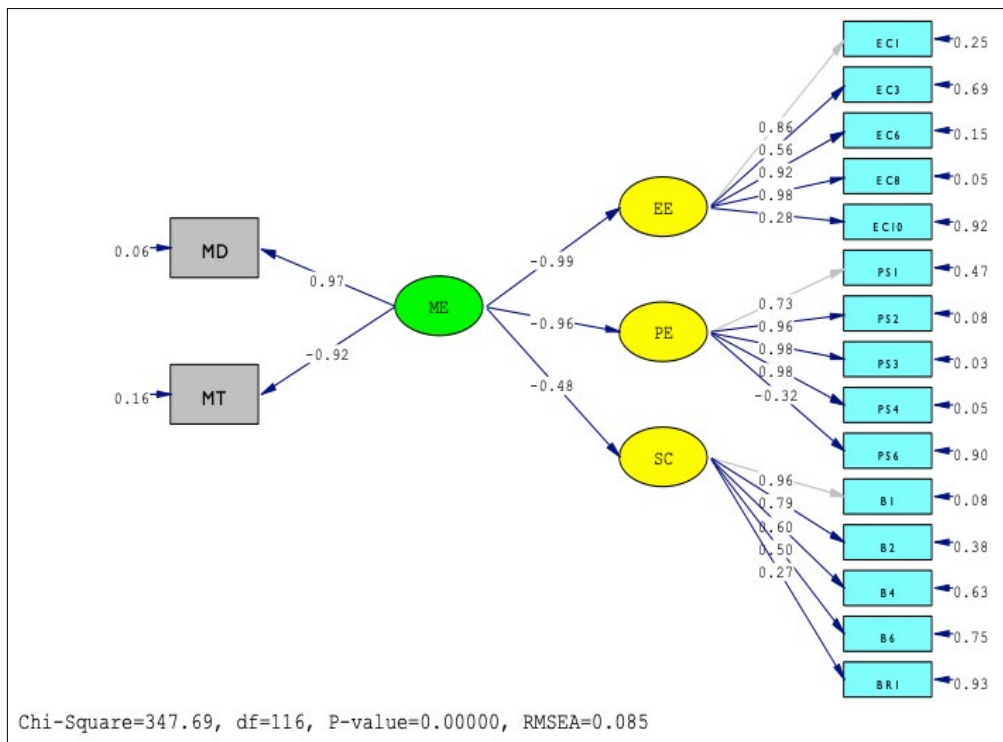 EC1
0.25
EC3
0.69
0.86
EC6
0.15
0.56
0.92
EC8
0.05
0.98
EE
0.28
EC10
0.92
0.06
MD
-0.99
PS1
0.47
0.97
0.73
ME
PS2
0.08
-0.96
0.96
PE
0.98
PS3
0.03
-0.92
0.98
-0.48
-0.32
0.16
MT
PS4
0.05
PS6
0.90
SC
0.96
B1
0.08
0.79
0.60
B2
0.38
0.50
0.27
B4
0.63
B6
0.75
BR1
0.93
Chi-Square=347.69, df=116, P-value=0.00000, RMSEA=0.085